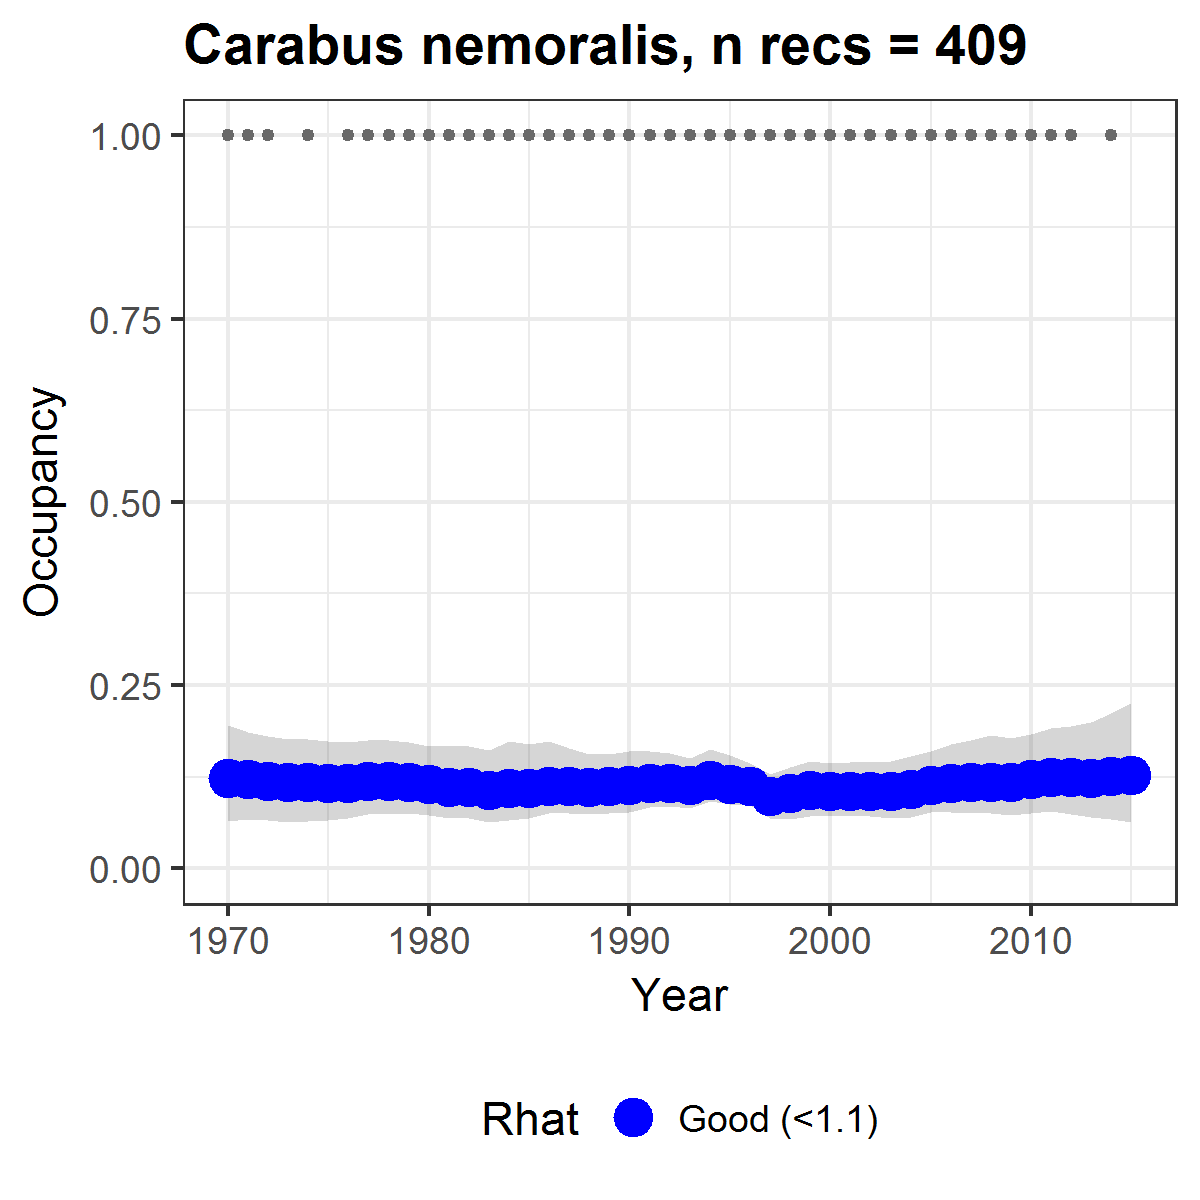 Carabus nemoralis, n recs = 409
1.00
0.75
0.50
0.25
0.00
Occupancy
1970 1980 1990 2000 2010
Year
Rhat Good (<1.1)